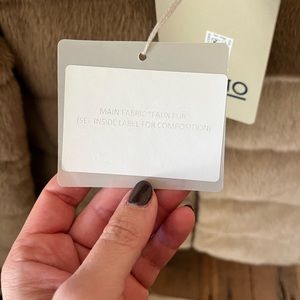 MAIN FABRIC "FAUX FUR"
(SEE INSIDE LABEL FOR COMPOSITION)